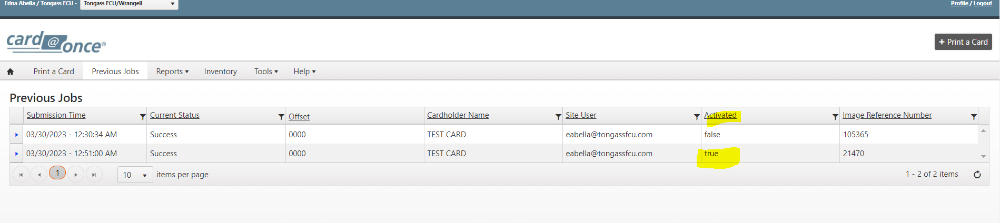 Edna Abella / Tongass FCU - Tongass FCU/Wrangell Profile / Logout
card@once®
+ Print a Card
Print a Card Previous Jobs Reports Inventory Tools Help
Previous Jobs
Submission Time Current Status Offset Cardholder Name Site User Activated Image Reference Number
03/30/2023 - 12:30:34 AM Success 0000 TEST CARD eabella@tongassfcu.com false 105365
03/30/2023 - 12:51:00 AM Success 0000 TEST CARD eabella@tongassfcu.com true 21470
1 10 items per page 1 - 2 of 2 items